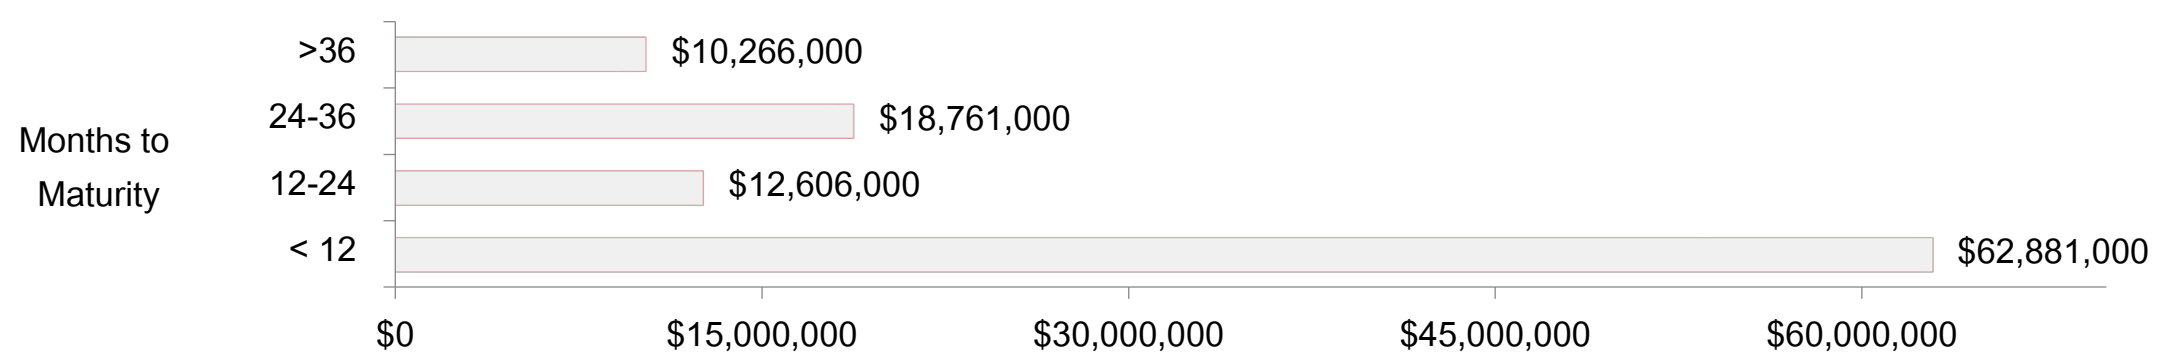 >36 $10,266,000
24-36 $18,761,000
Months to
Maturity
12-24 $12,606,000
< 12 $62,881,000
$0 $15,000,000 $30,000,000 $45,000,000 $60,000,000